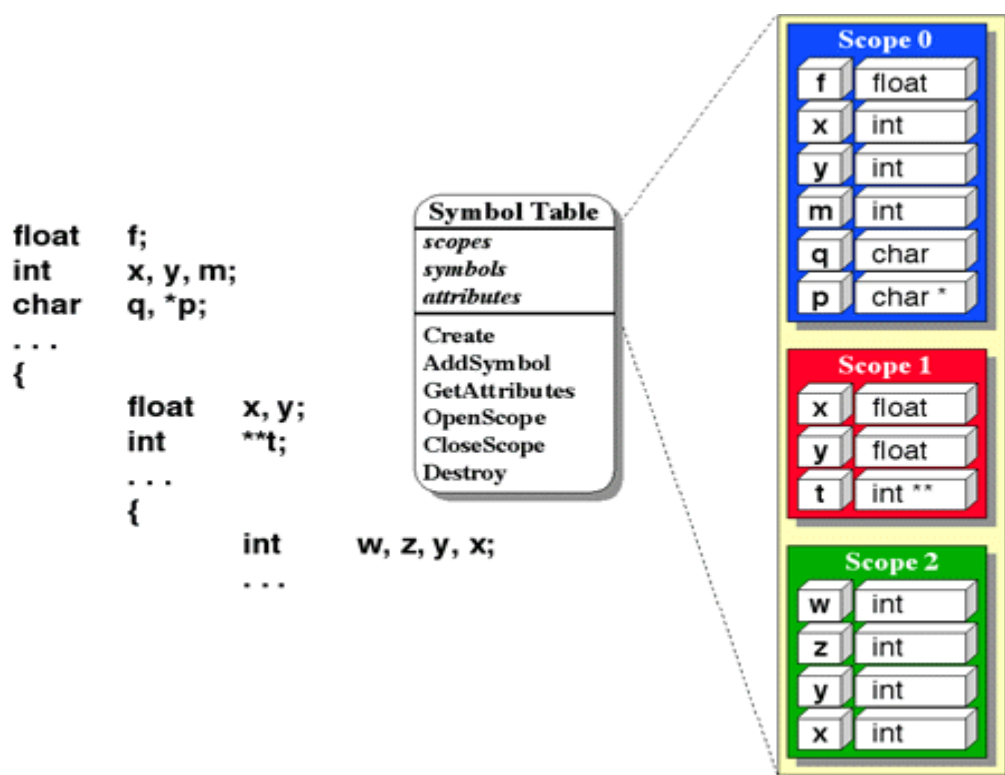 float f;
int x, y, m;
char q, *p;
. . .
{
float x, y;
int **t;
. . .
{
int w, z, y, x;
. . .
Symbol Table
scopes
symbols
attributes
Create
AddSymbol
GetAttributes
OpenScope
CloseScope
Destroy
Scope 0
f float
x int
y int
m int
q char
p char *
Scope 1
x float
y float
t int **
Scope 2
w int
z int
y int
x int